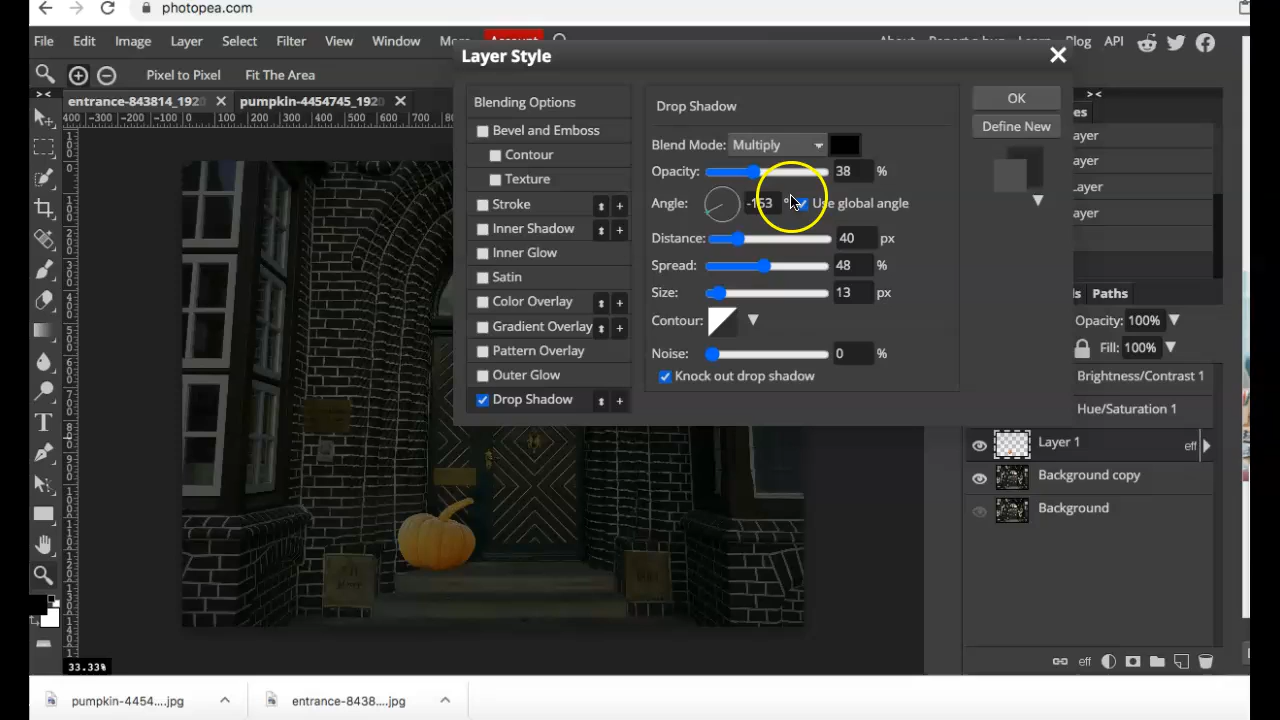 photopea.com
File Edit Image Layer Select Filter View Window More Account About Report a bug Learn Blog API
Layer Style
Pixel to Pixel Fit The Area
entrance-843814_192 pumpkin-4454745_192
Blending Options
Bevel and Emboss
Contour
Texture
Stroke
Inner Shadow
Inner Glow
Satin
Color Overlay
Gradient Overlay
Pattern Overlay
Outer Glow
Drop Shadow
Drop Shadow
Blend Mode: Multiply
Opacity: 38 %
Angle: -153 ° Use global angle
Distance: 40 px
Spread: 48 %
Size: 13 px
Contour:
Noise: 0 %
Knock out drop shadow
OK
Define New
Paths
Opacity: 100%
Fill: 100%
Brightness/Contrast 1
Hue/Saturation 1
Layer 1 eff
Background copy
Background
eff
33.33%
pumpkin-4454....jpg entrance-8438....jpg